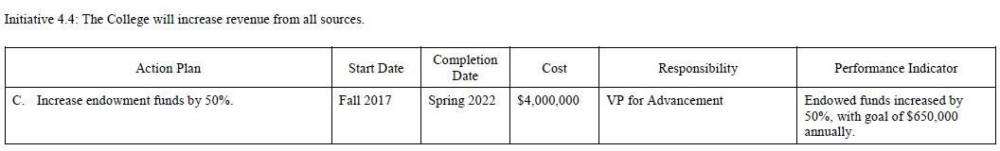 Initiative 4.4: The College will increase revenue from all sources.
Action Plan
Start Date
Completion
Date
Cost
Responsibility
Performance Indicator
C. Increase endowment funds by 50%.
Fall 2017
Spring 2022
$4,000,000
VP for Advancement
Endowed funds increased by
50%, with goal of $650,000
annually.